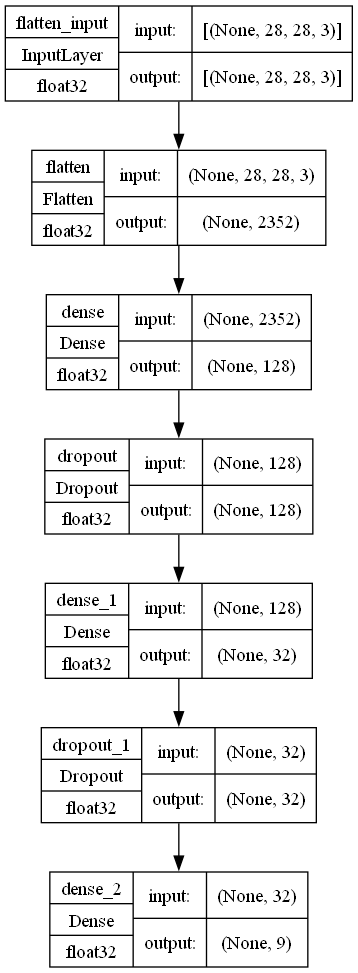 flatten_input
InputLayer
float32
input:
[(None, 28, 28, 3)]
output:
[(None, 28, 28, 3)]
flatten
Flatten
float32
input:
(None, 28, 28, 3)
output:
(None, 2352)
dense
Dense
float32
input:
(None, 2352)
output:
(None, 128)
dropout
Dropout
float32
input:
(None, 128)
output:
(None, 128)
dense_1
Dense
float32
input:
(None, 128)
output:
(None, 32)
dropout_1
Dropout
float32
input:
(None, 32)
output:
(None, 32)
dense_2
Dense
float32
input:
(None, 32)
output:
(None, 9)